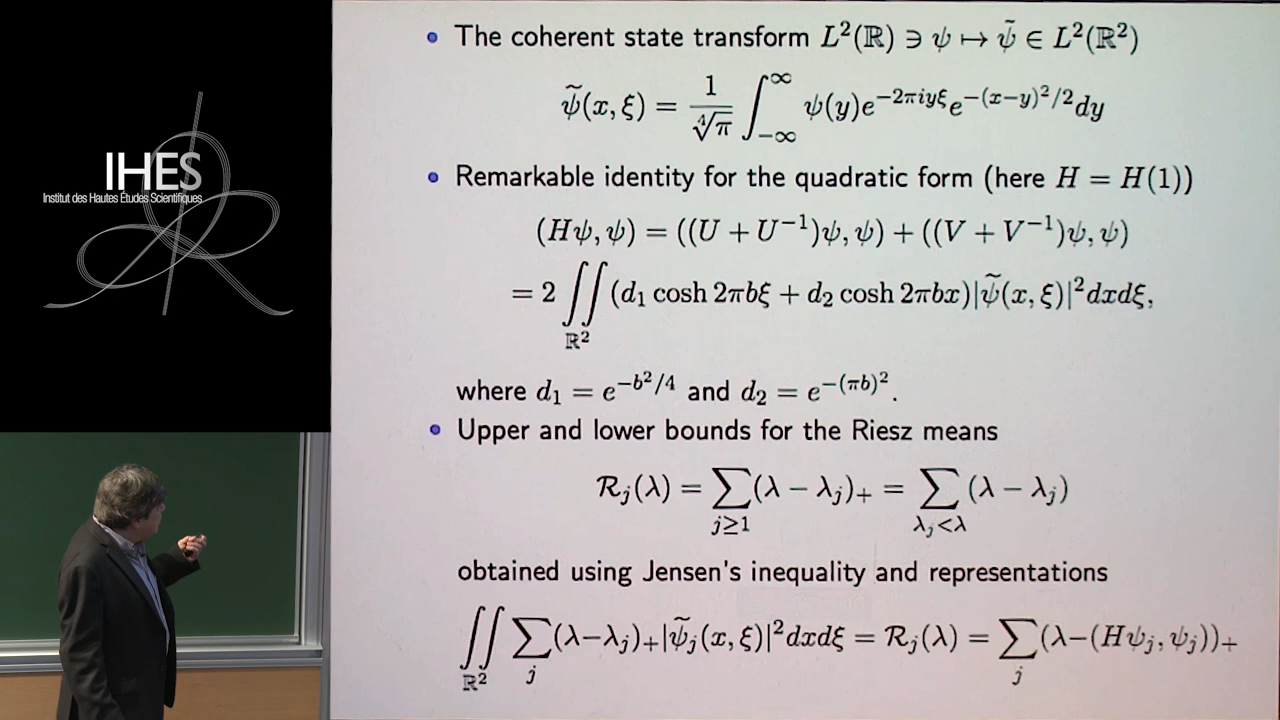 IHES
Institut des Hautes Études Scientifiques
• The coherent state transform L²(ℝ) ∋ ψ ↦ ψ̃ ∈ L²(ℝ²)
ψ̃(x, ξ) = 1/∜π ∫_{−∞}^{∞} ψ(y)e^{−2πiyξ}e^{−(x−y)²/2}dy
• Remarkable identity for the quadratic form (here H = H(1))
(Hψ, ψ) = ((U + U⁻¹)ψ, ψ) + ((V + V⁻¹)ψ, ψ)
= 2 ∬_{ℝ²} (d₁ cosh 2πbξ + d₂ cosh 2πbx)|ψ̃(x, ξ)|²dxdξ,
where d₁ = e^{−b²/4} and d₂ = e^{−(πb)²}.
• Upper and lower bounds for the Riesz means
𝓡_j(λ) = ∑_{j≥1}(λ − λ_j)₊ = ∑_{λ_j<λ}(λ − λ_j)
obtained using Jensen's inequality and representations
∬_{ℝ²} ∑_j(λ−λ_j)₊|ψ̃_j(x, ξ)|²dxdξ = 𝓡_j(λ) = ∑_j(λ−(Hψ_j, ψ_j))₊